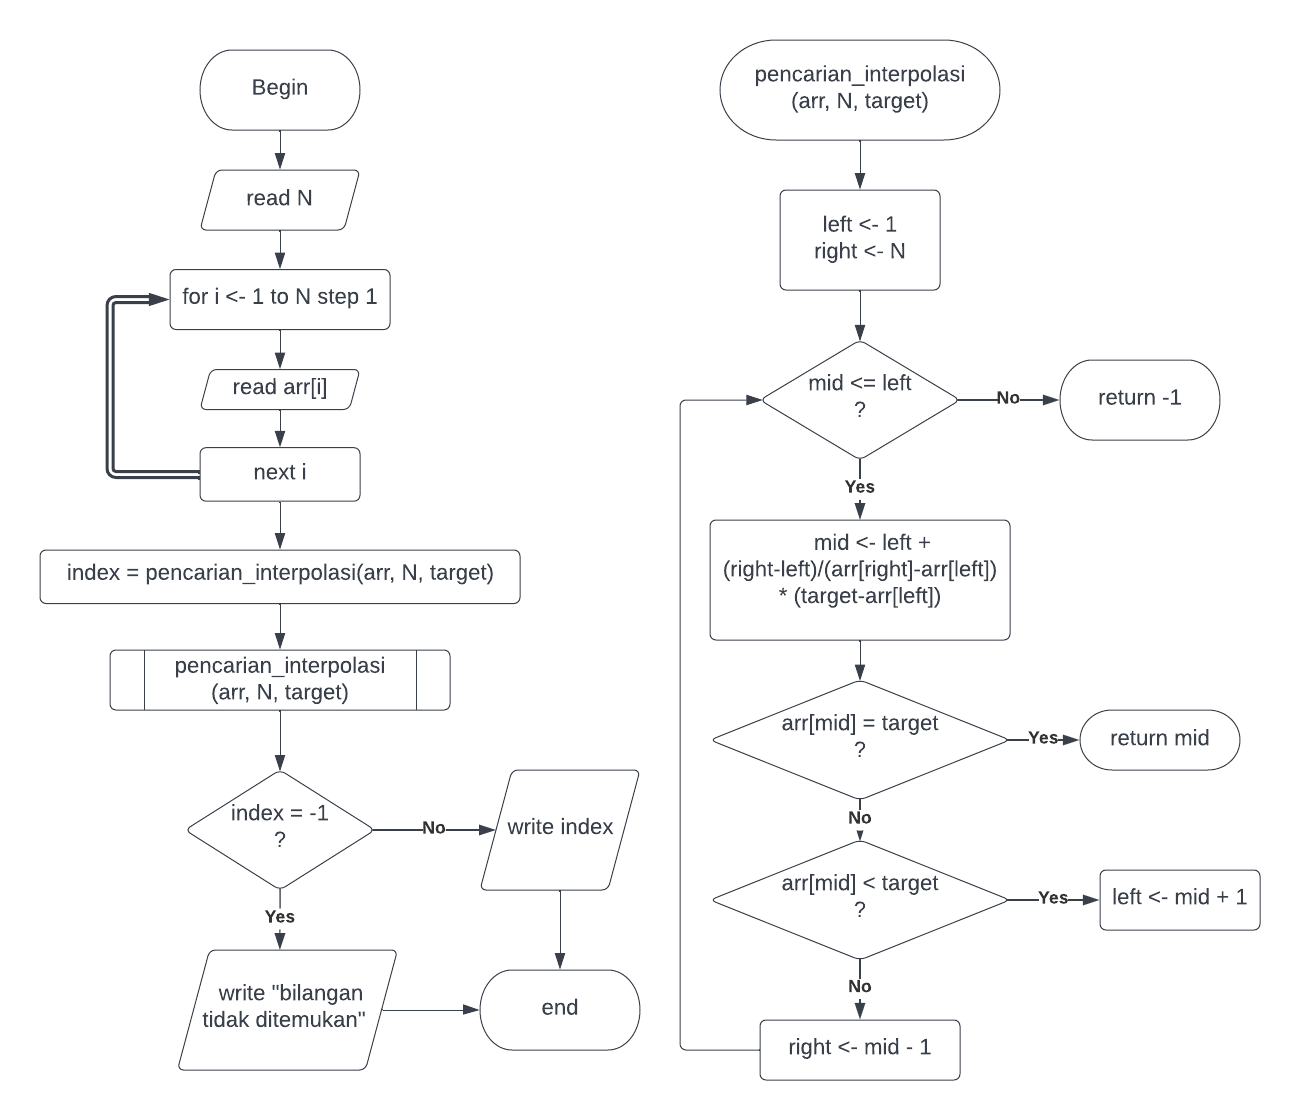 Begin
read N
for i <- 1 to N step 1
read arr[i]
next i
index = pencarian_interpolasi(arr, N, target)
pencarian_interpolasi
(arr, N, target)
index = -1
?
No
write index
Yes
write "bilangan
tidak ditemukan"
end
pencarian_interpolasi
(arr, N, target)
left <- 1
right <- N
mid <= left
?
No
return -1
Yes
mid <- left +
(right-left)/(arr[right]-arr[left])
* (target-arr[left])
arr[mid] = target
?
Yes
return mid
No
arr[mid] < target
?
Yes
left <- mid + 1
No
right <- mid - 1